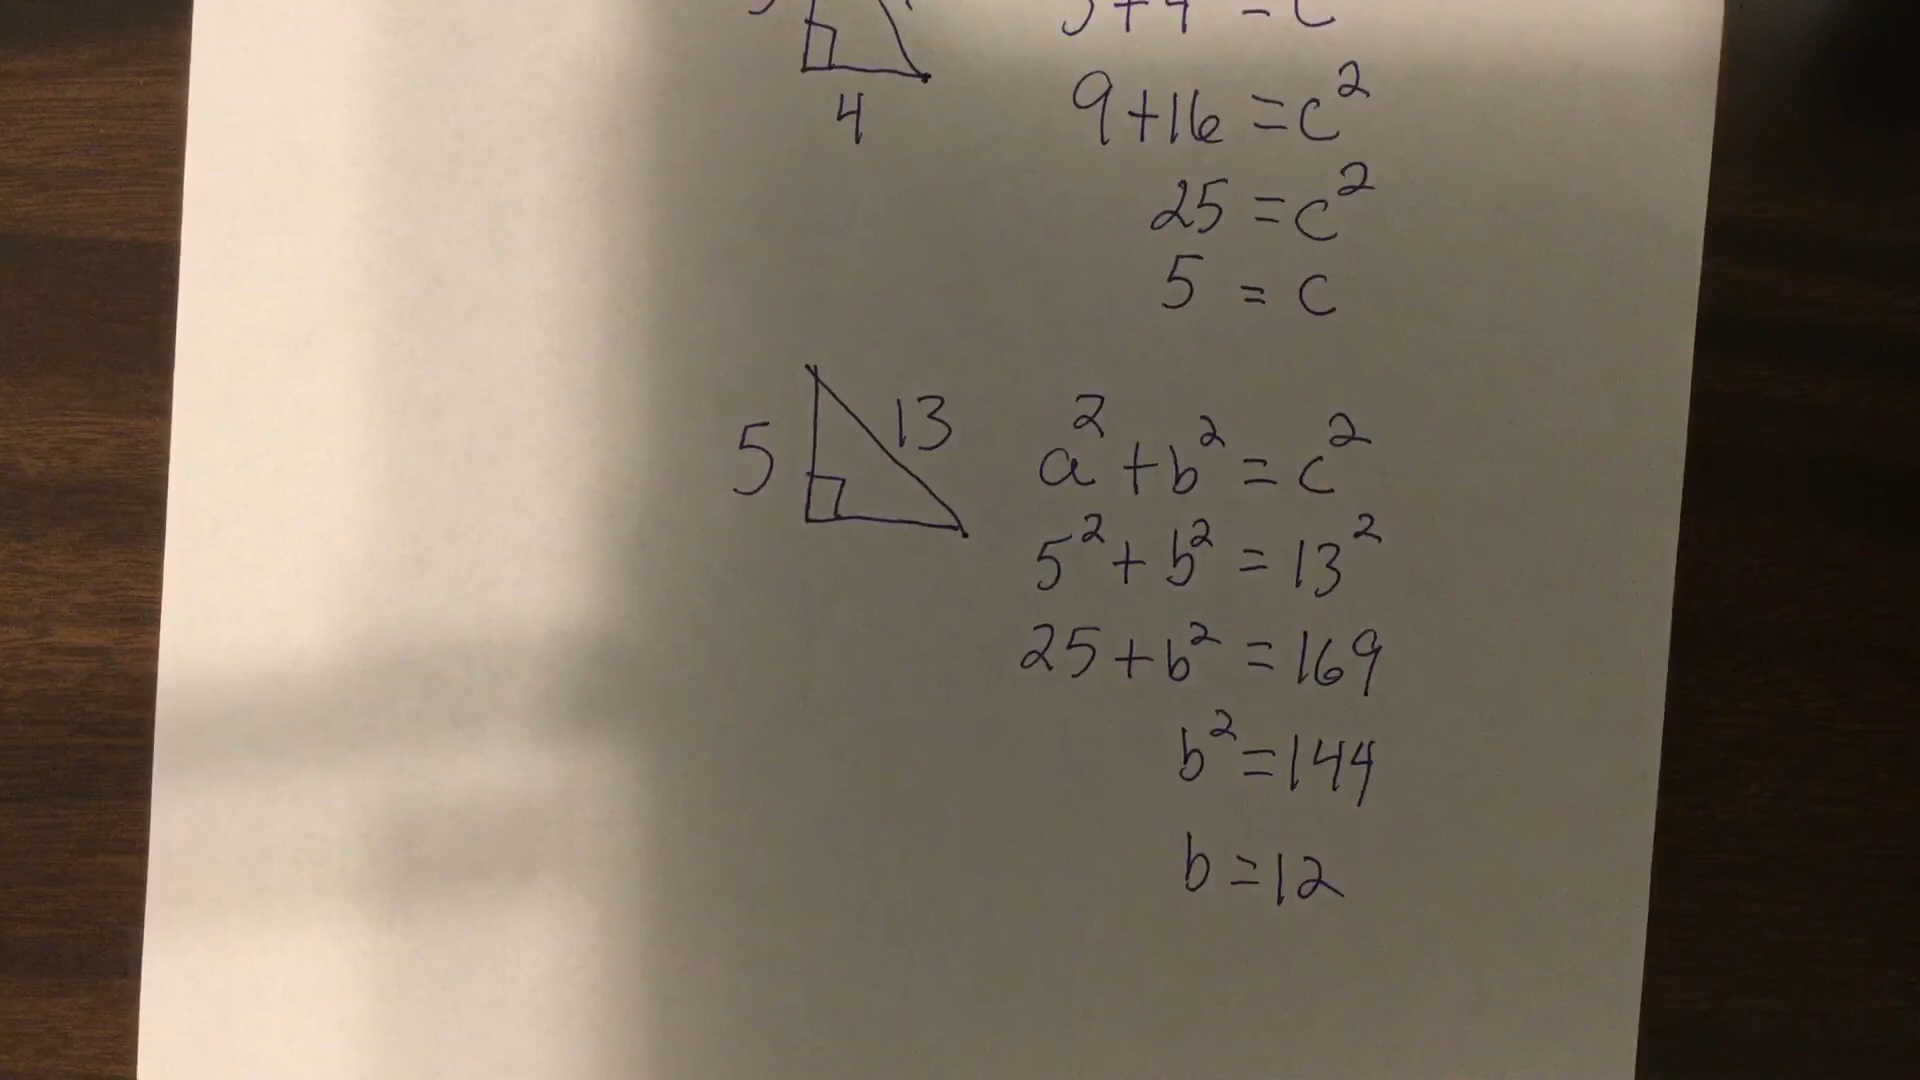 9+16=c²
4
25=c²
5=c
5
13
a²+b²=c²
5²+b²=13²
25+b²=169
b²=144
b=12